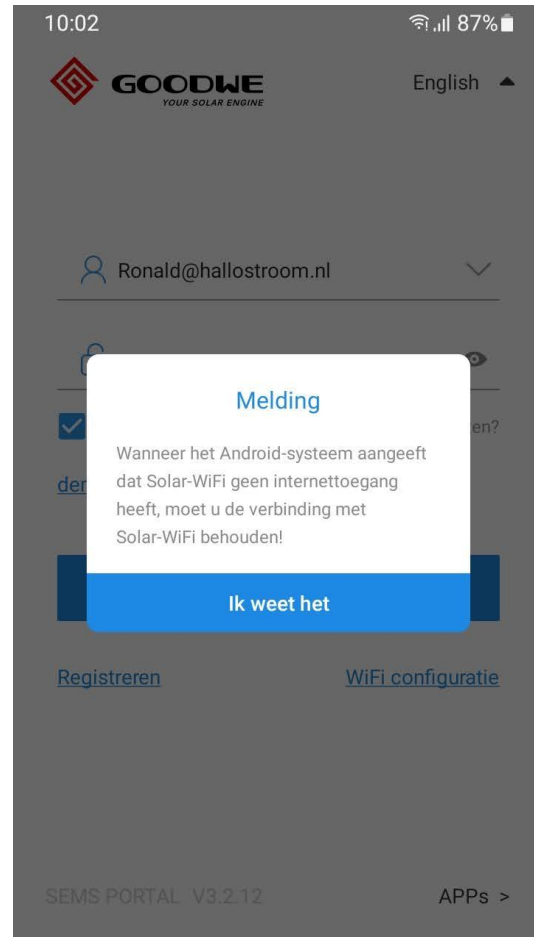 10:02
87%
GOODWE
YOUR SOLAR ENGINE
English
Ronald@hallostroom.nl
Melding
en?
Wanneer het Android-systeem aangeeft
dat Solar-WiFi geen internettoegang
der
heeft, moet u de verbinding met
Solar-WiFi behouden!
Ik weet het
Registreren
WiFi configuratie
SEMS PORTAL V3.2.12
APPs >